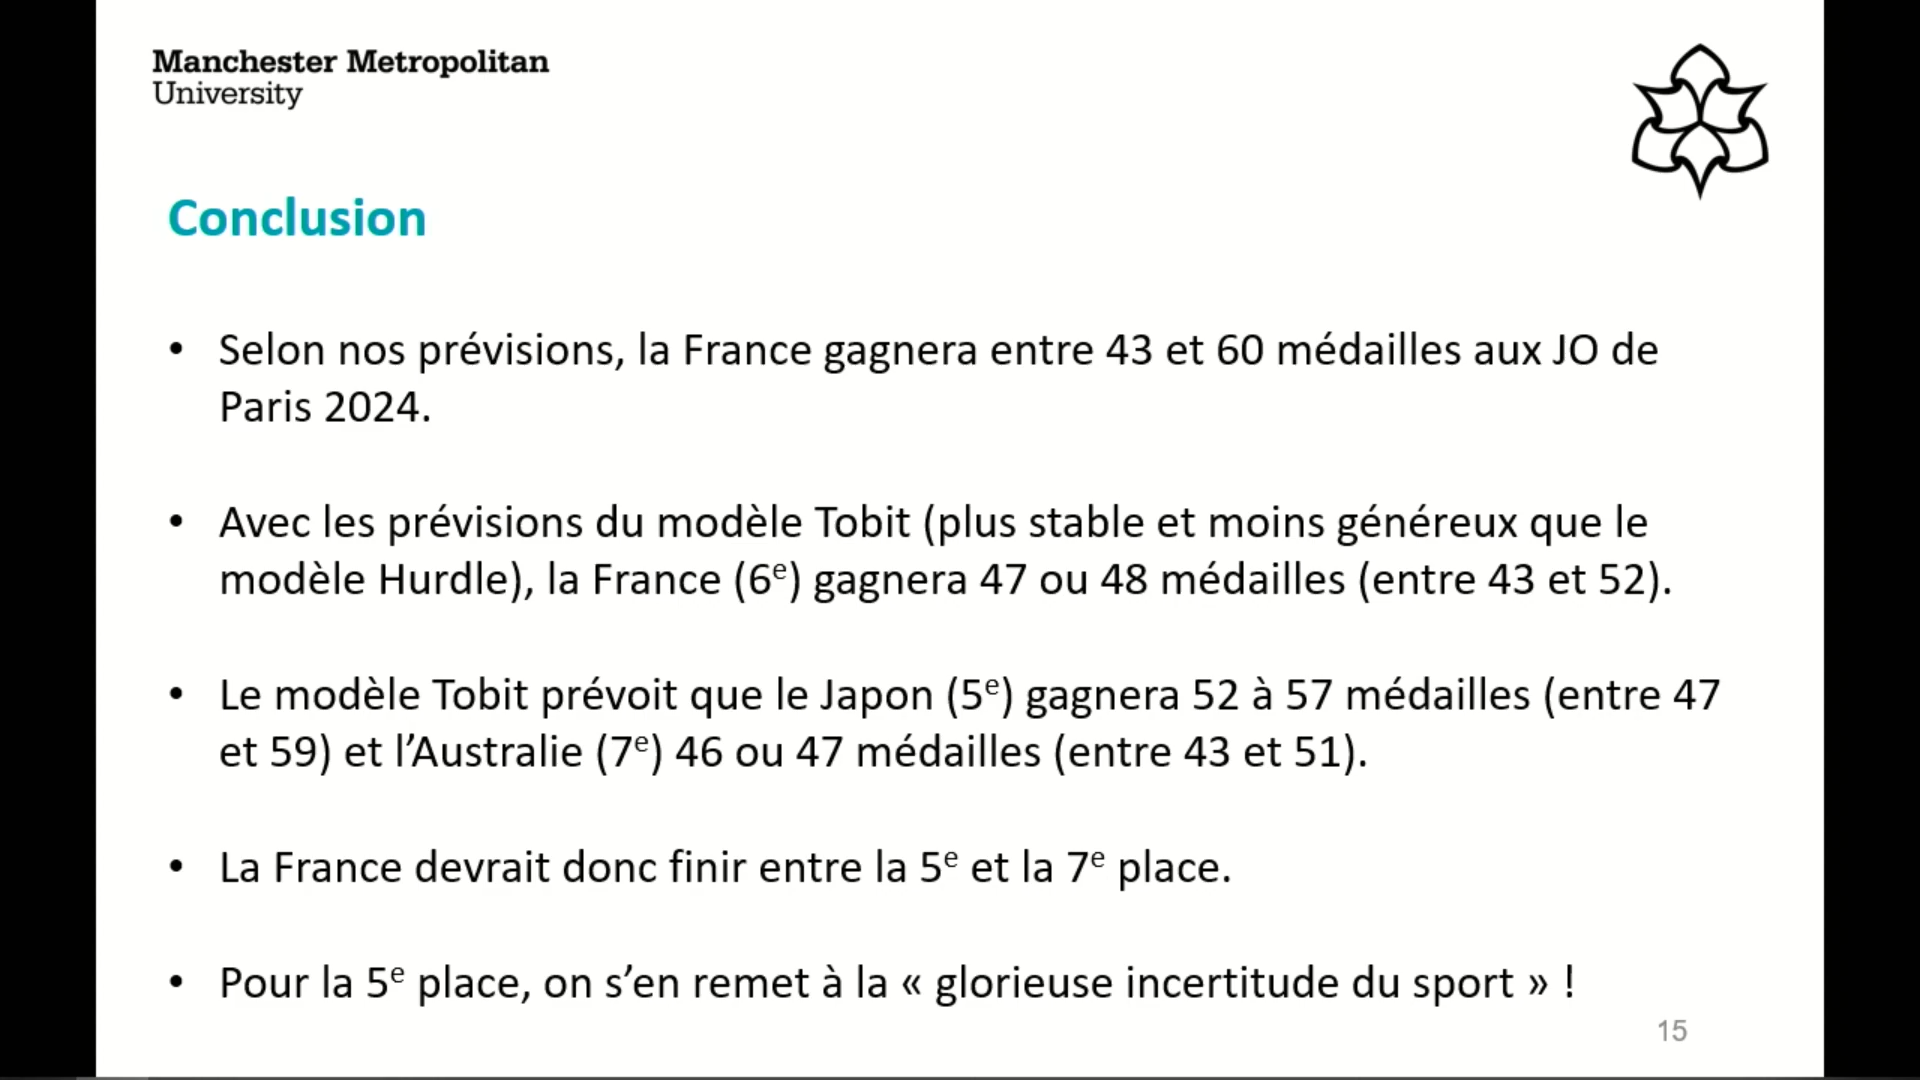 Manchester Metropolitan
University
Conclusion
• Selon nos prévisions, la France gagnera entre 43 et 60 médailles aux JO de
Paris 2024.
• Avec les prévisions du modèle Tobit (plus stable et moins généreux que le
modèle Hurdle), la France (6e) gagnera 47 ou 48 médailles (entre 43 et 52).
• Le modèle Tobit prévoit que le Japon (5e) gagnera 52 à 57 médailles (entre 47
et 59) et l’Australie (7e) 46 ou 47 médailles (entre 43 et 51).
• La France devrait donc finir entre la 5e et la 7e place.
• Pour la 5e place, on s’en remet à la « glorieuse incertitude du sport » !
15